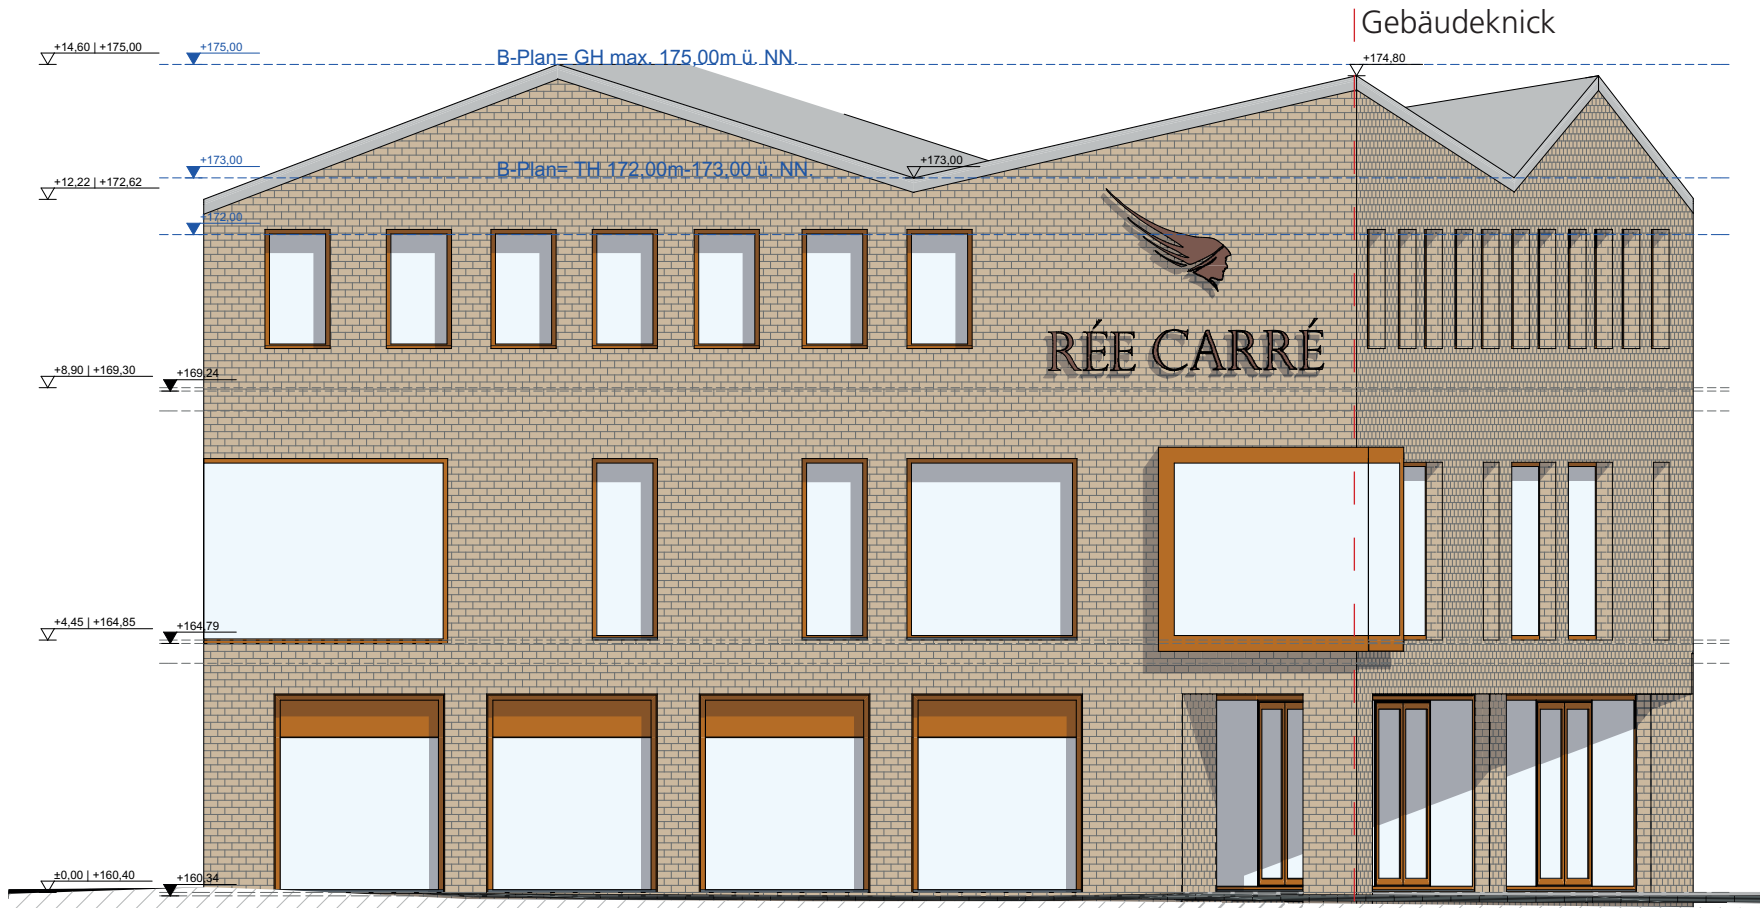 Gebäudeknick
+14,60 | +175,00
+175,00
B-Plan= GH max. 175,00m ü. NN.
+174,80
+173,00
B-Plan= TH 172,00m-173,00 ü. NN.
+173,00
+12,22 | +172,62
+172,00
RÉE CARRÉ
+8,90 | +169,30
+169,24
+4,45 | +164,85
+164,79
±0,00 | +160,40
+160,34